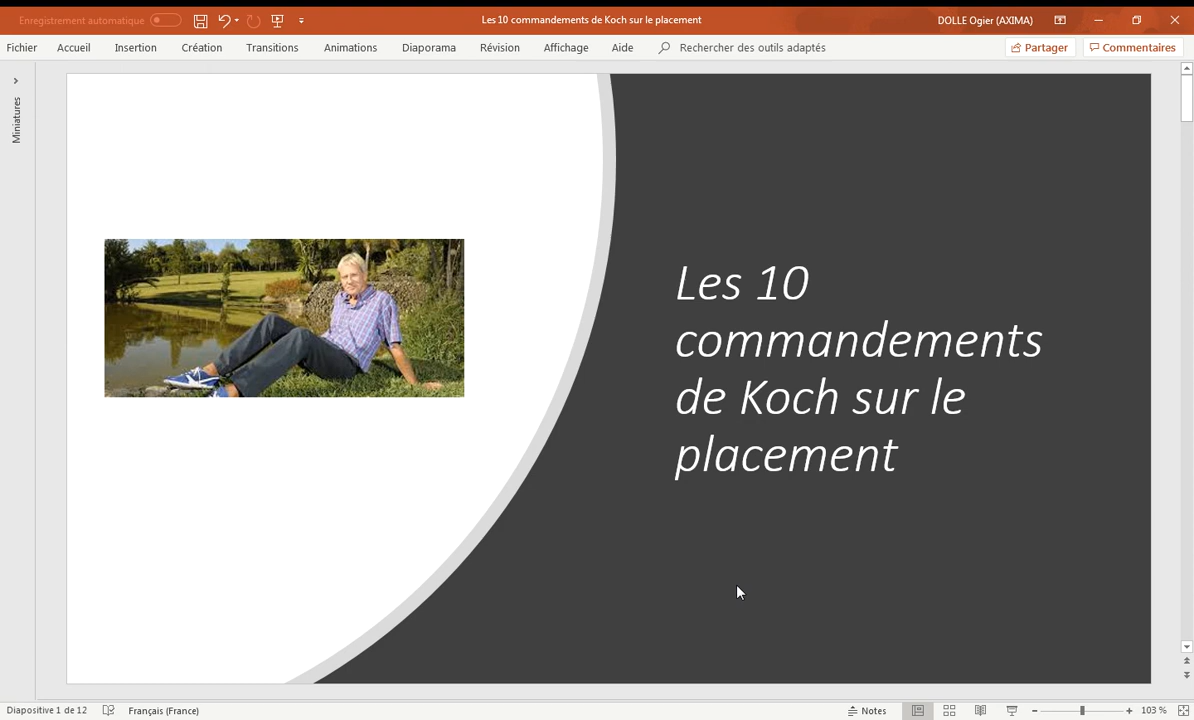 Enregistrement automatique
Les 10 commandements de Koch sur le placement
DOLLE Ogier (AXIMA)
Fichier Accueil Insertion Création Transitions Animations Diaporama Révision Affichage Aide Rechercher des outils adaptés Partager Commentaires
Miniatures
Les 10
commandements
de Koch sur le
placement
Diapositive 1 de 12 Français (France) Notes 103 %